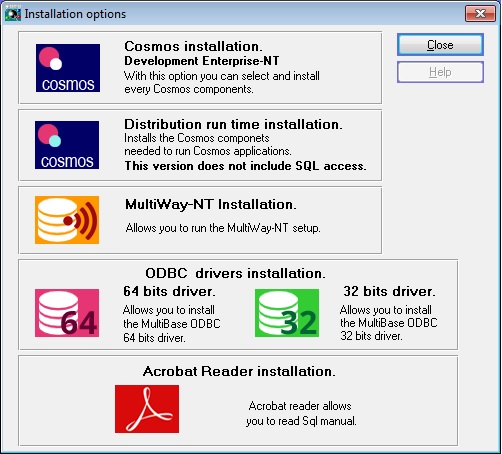 Installation options
Cosmos installation.
Development Enterprise-NT
With this option you can select and install
every Cosmos components.
cosmos
Close
Help
Distribution run time installation.
Installs the Cosmos componets
needed to run Cosmos applications.
This version does not include SQL access.
cosmos
MultiWay-NT Installation.
Allows you to run the MultiWay-NT setup.
ODBC drivers installation.
64 bits driver.
Allows you to install
the MultiBase ODBC
64 bits driver.
64
32 bits driver.
Allows you to install
the MultiBase ODBC
32 bits driver.
32
Acrobat Reader installation.
Acrobat reader allows
you to read Sql manual.